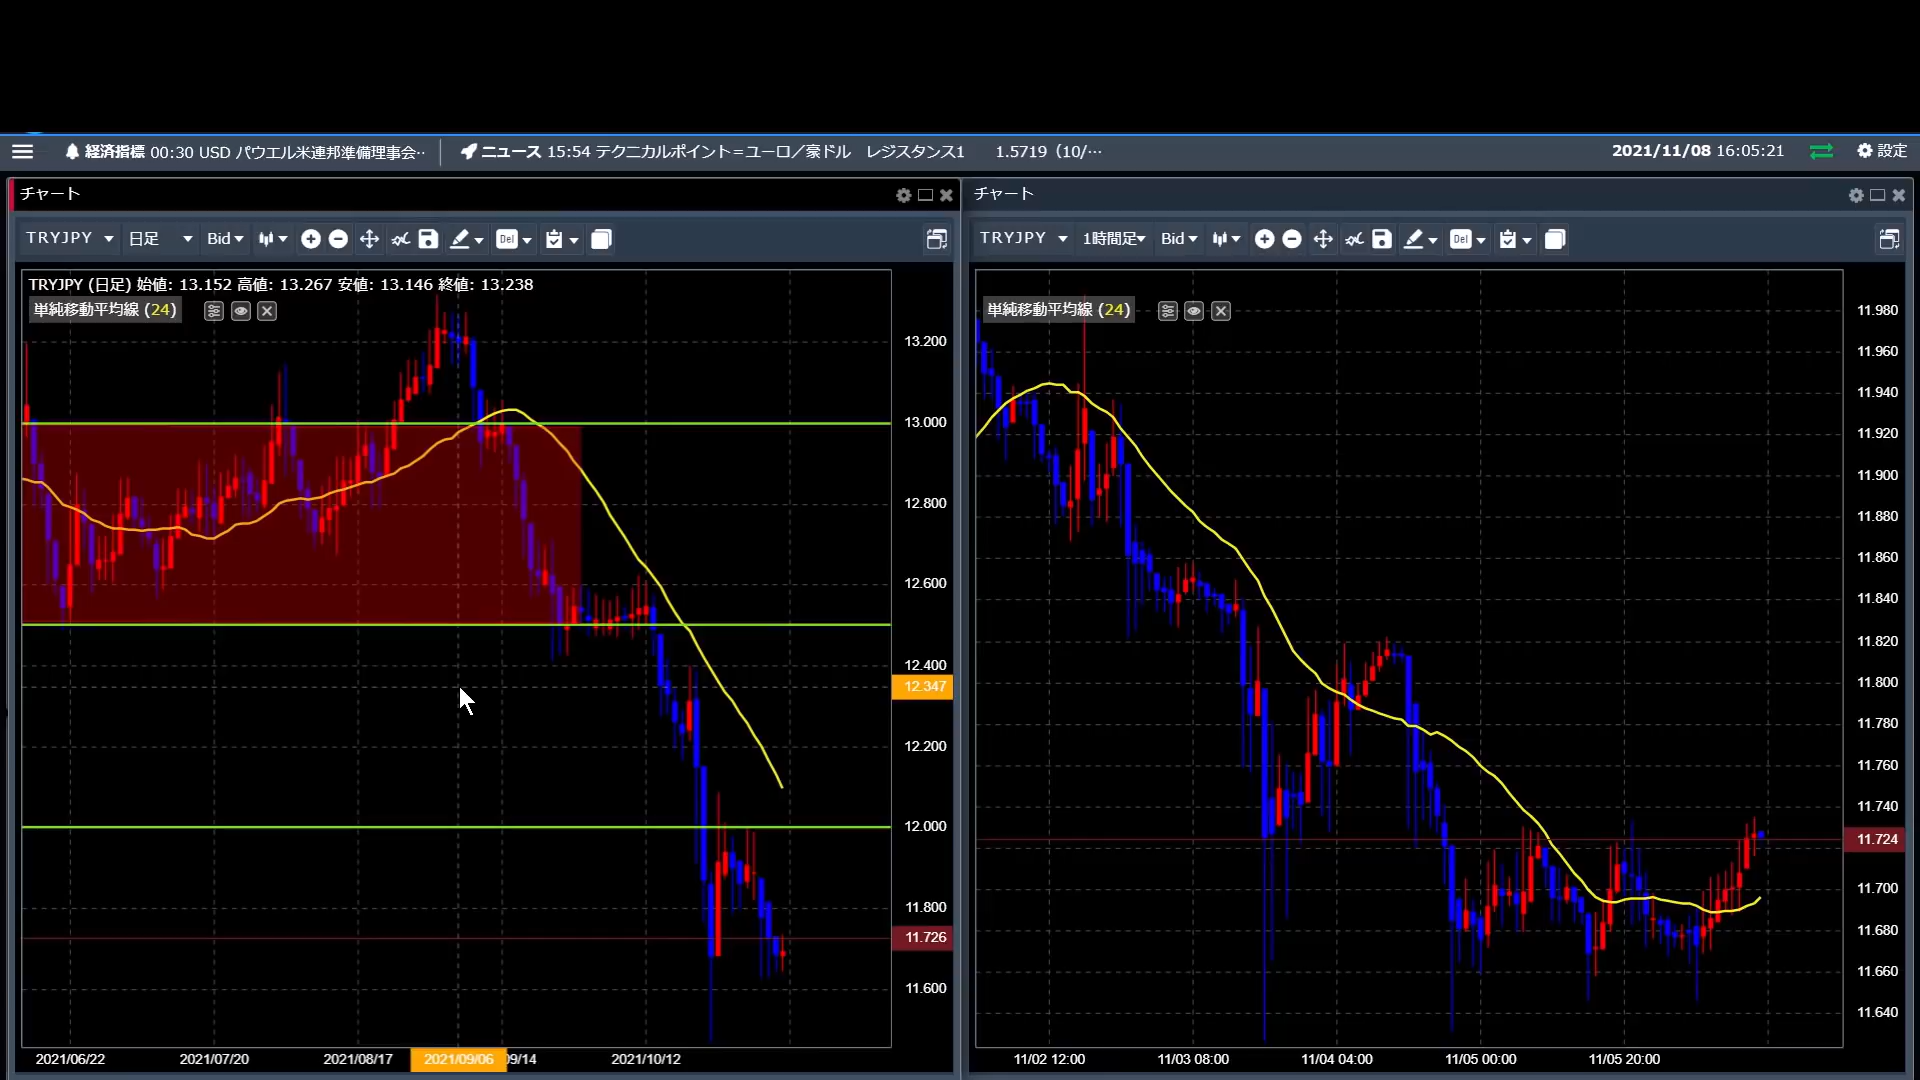 経済指標 00:30 USD パウエル米連邦準備理事会‥ ニュース 15:54 テクニカルポイント＝ユーロ／豪ドル レジスタンス1 1.5719（10/… 2021/11/08 16:05:21 設定
チャート
TRYJPY 日足 Bid Del
TRYJPY (日足) 始値: 13.152 高値: 13.267 安値: 13.146 終値: 13.238
単純移動平均線 (24)
13.200
13.000
12.800
12.600
12.400
12.347
12.200
12.000
11.800
11.726
11.600
2021/06/22 2021/07/20 2021/08/17 2021/09/06 09/14 2021/10/12
チャート
TRYJPY 1時間足 Bid Del
単純移動平均線 (24)
11.980
11.960
11.940
11.920
11.900
11.880
11.860
11.840
11.820
11.800
11.780
11.760
11.740
11.724
11.700
11.680
11.660
11.640
11/02 12:00 11/03 08:00 11/04 04:00 11/05 00:00 11/05 20:00